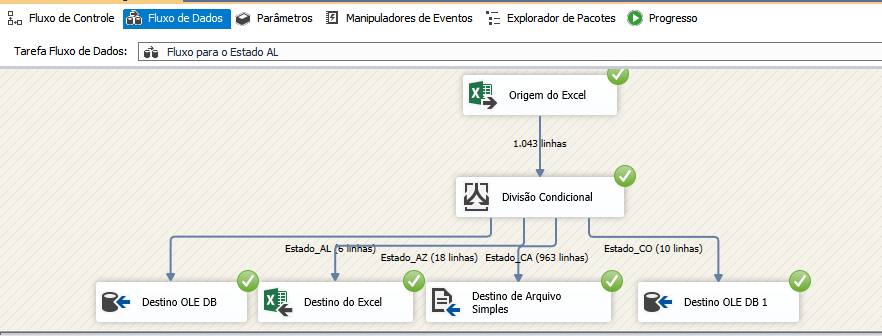 Fluxo de Controle
Fluxo de Dados
Parâmetros
Manipuladores de Eventos
Explorador de Pacotes
Progresso
Tarefa Fluxo de Dados:
Fluxo para o Estado AL
Origem do Excel
1.043 linhas
Divisão Condicional
Estado_AL (6 linhas)
Estado_AZ (18 linhas)
Estado_CA (963 linhas)
Estado_CO (10 linhas)
Destino OLE DB
Destino do Excel
Destino de Arquivo
Simples
Destino OLE DB 1